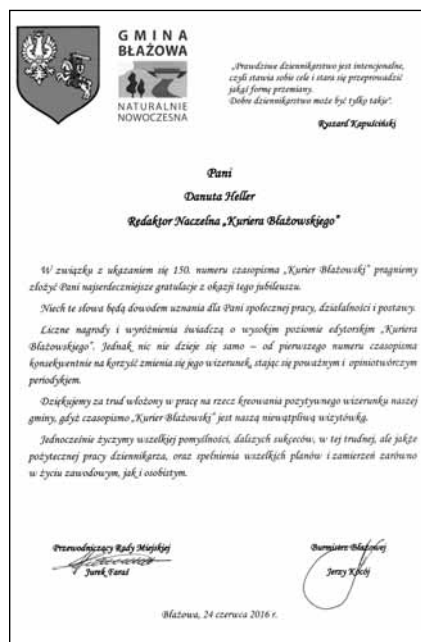 GMINA
BŁAŻOWA
NATURALNIE
NOWOCZESNA
„Prawdziwe dziennikarstwo jest intencjonalne,
czyli stawia sobie cele i stara się przeprowadzić
jakąś formę przemiany.
Dobre dziennikarstwo może być tylko takie”.
Ryszard Kapuściński
Pani
Danuta Heller
Redaktor Naczelna „Kuriera Błażowskiego”
W związku z ukazaniem się 150. numeru czasopisma „Kurier Błażowski” pragniemy
złożyć Pani najserdeczniejsze gratulacje z okazji tego jubileuszu.
Niech te słowa będą dowodem uznania dla Pani społecznej pracy, działalności i postawy.
Liczne nagrody i wyróżnienia świadczą o wysokim poziomie edytorskim „Kuriera
Błażowskiego”. Jednak nic nie dzieje się samo – od pierwszego numeru czasopisma
konsekwentnie na korzyść zmienia się jego wizerunek, stając się poważnym i opiniotwórczym
periodykiem.
Dziękujemy za trud włożony w pracę na rzecz kreowania pozytywnego wizerunku naszej
gminy, gdyż czasopismo „Kurier Błażowski” jest naszą niewątpliwą wizytówką.
Jednocześnie życzymy wszelkiej pomyślności, dalszych sukcesów, w tej trudnej, ale jakże
pożytecznej pracy dziennikarza, oraz spełnienia wszelkich planów i zamierzeń zarówno
w życiu zawodowym, jak i osobistym.
Przewodniczący Rady Miejskiej
Jurek Faraś
Burmistrz Błażowej
Jerzy Kocój
Błażowa, 24 czerwca 2016 r.